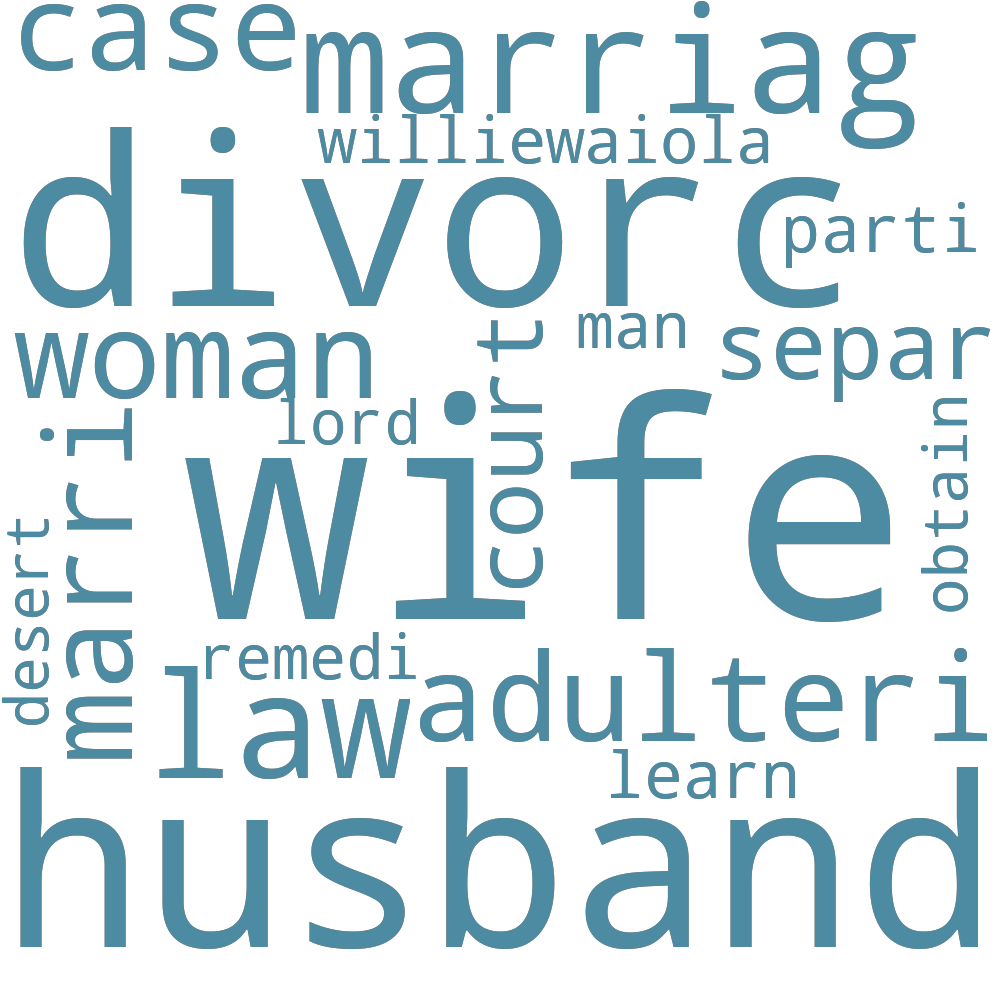 case
marriag
williewaiola
divorc
parti
woman
court
man
separ
lord
marri
wife
obtain
desert
remedi
law
adulteri
learn
husband